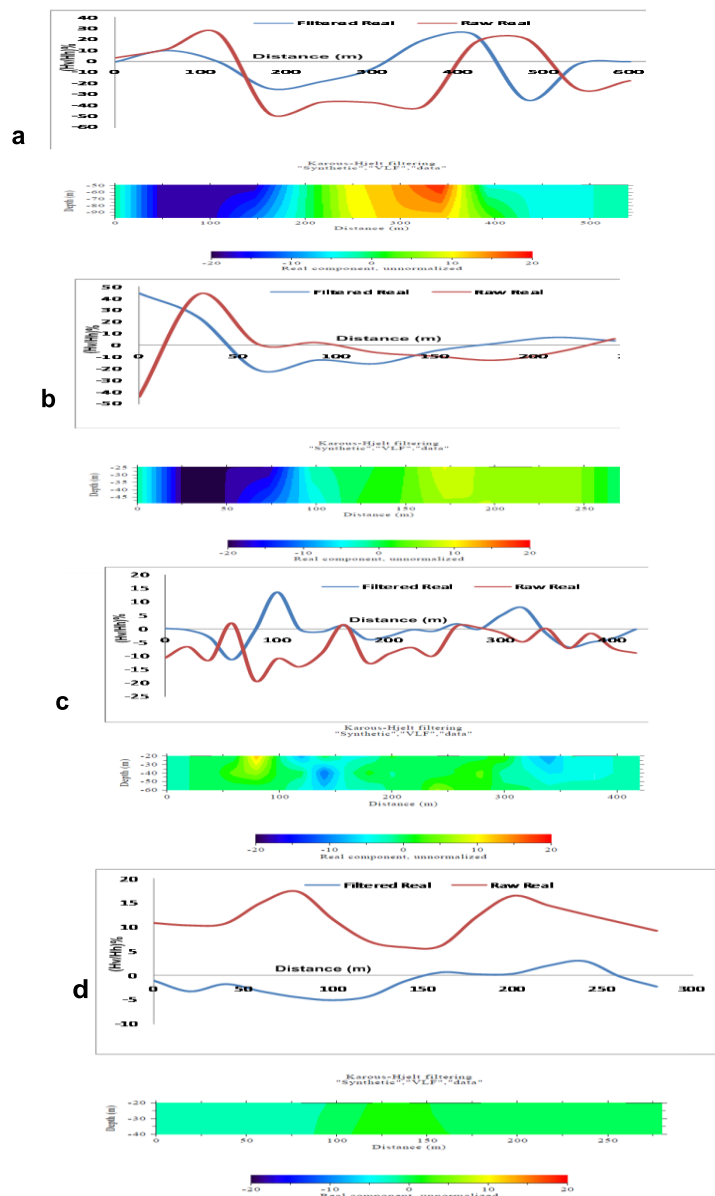 Filtered Real Raw Real
40
30
20
10
0
-10
-20
-30
-40
-50
-60
(Hv/Hh)%
Distance (m)
0 100 200 300 400 500 600
a
Karous-Hjelt filtering
"Synthetic","VLF","data"
Depth (m)
-50
-60
-70
-80
-90
0 100 200 300 400 500
Distance (m)
-20 -10 0 10 20
Real component, unnormalized
Filtered Real Raw Real
50
40
30
20
10
0
-10
-20
-30
-40
-50
(Hv/Hh)%
Distance (m)
0 50 100 150 200
b
Karous-Hjelt filtering
"Synthetic","VLF","data"
Depth (m)
-25
-30
-35
-40
-45
0 50 100 150 200 250
Distance (m)
-20 -10 0 10 20
Real component, unnormalized
20
15
10
5
0
-5
-10
-15
-20
-25
(Hv/Hh)%
Filtered Real Raw Real
Distance (m)
0 100 200 300 400
c
Karous-Hjelt filtering
"Synthetic","VLF","data"
Depth (m)
-20
-30
-40
-50
-60
0 100 200 300 400
Distance (m)
-20 -10 0 10 20
Real component, unnormalized
20
15
10
5
0
-5
-10
(Hv/Hh)%
Filtered Real Raw Real
Distance (m)
d
0 50 100 150 200 250 300
Karous-Hjelt filtering
"Synthetic","VLF","data"
Depth (m)
-20
-30
-40
0 50 100 150 200 250
Distance (m)
-20 -10 0 10 20
Real component, unnormalized